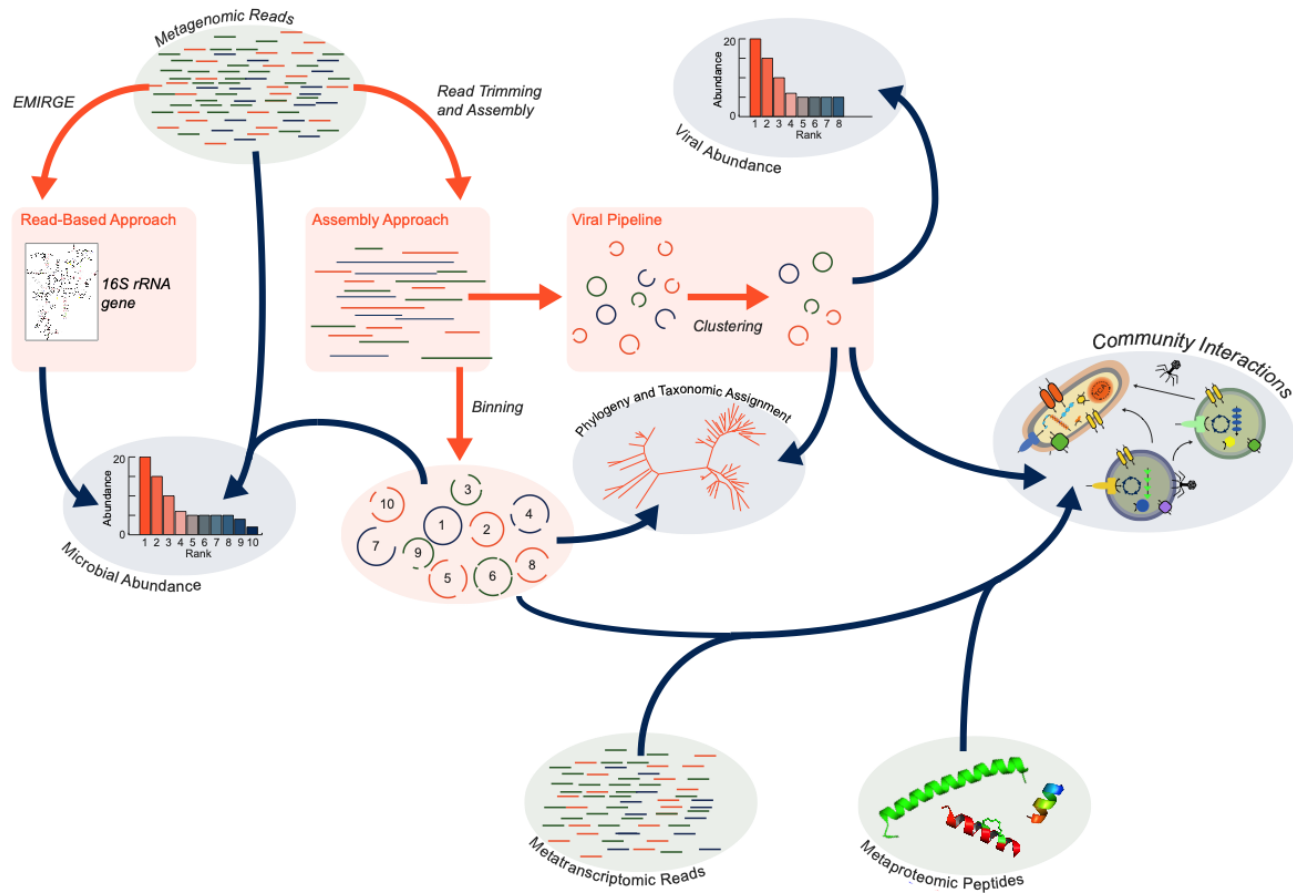 Metagenomic Reads
EMIRGE
Read Trimming
and Assembly
20
0
Abundance
1 2 3 4 5 6 7 8
Rank
Viral Abundance
Read-Based Approach
16S rRNA
gene
Assembly Approach
Viral Pipeline
Clustering
Binning
Phylogeny and Taxonomic Assignment
Community Interactions
TCA
20
0
Abundance
1 2 3 4 5 6 7 8 9 10
Rank
Microbial Abundance
3
10
1
2
4
7
9
5
6
8
Metatranscriptomic Reads
Metaproteomic Peptides